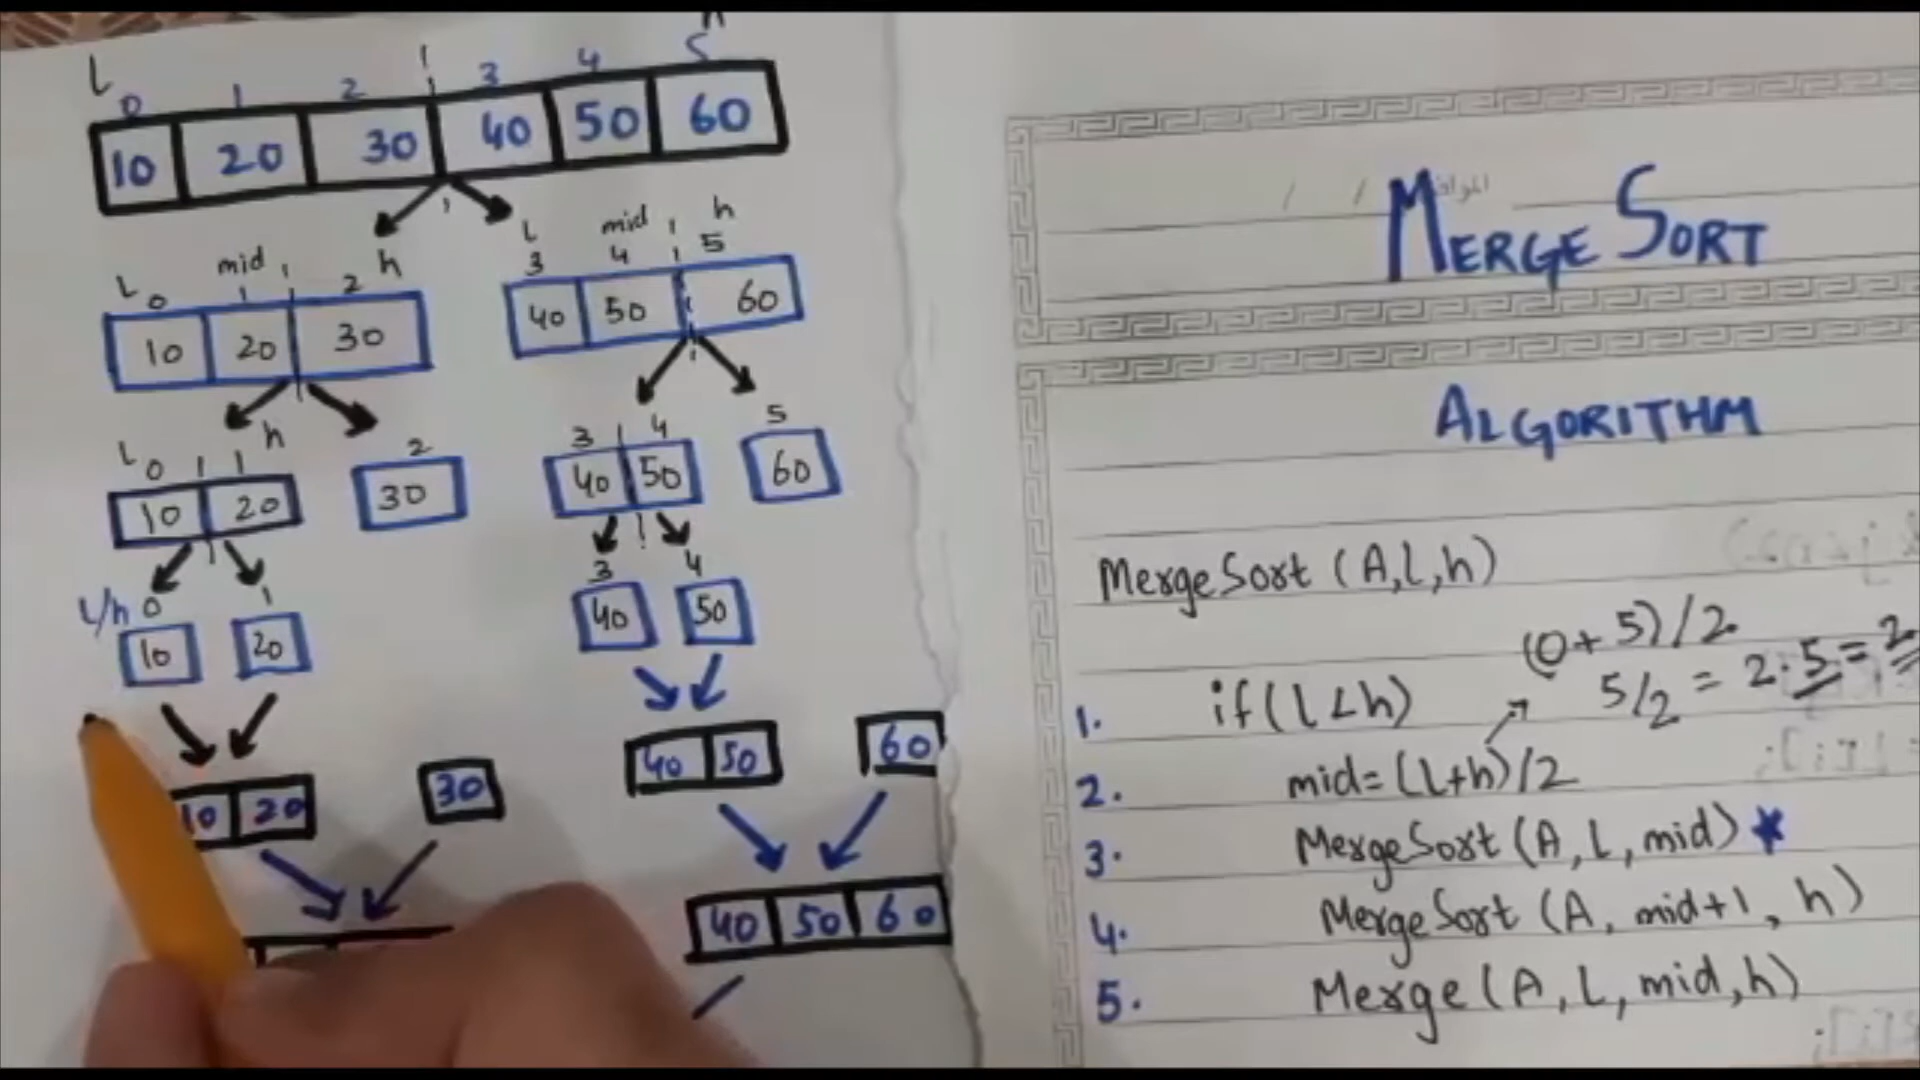 l h
0 1 2 3 4 5
10 20 30 40 50 60
l mid h
0 1 2
10 20 30
l mid h
3 4 5
40 50 60
l h
0 1 2
10 20 30
3 4 5
40 50 60
l/h 0 1
10 20
3 4
40 50
10 20 30
40 50 60
40 50 60
MERGE SORT
ALGORITHM
MergeSort (A,l,h)
(0+5)/2
5/2 = 2.5 = 2
1. if(l<h)
2. mid=(l+h)/2
3. MergeSort (A, l, mid) *
4. MergeSort (A, mid+1, h)
5. Merge (A, l, mid, h)